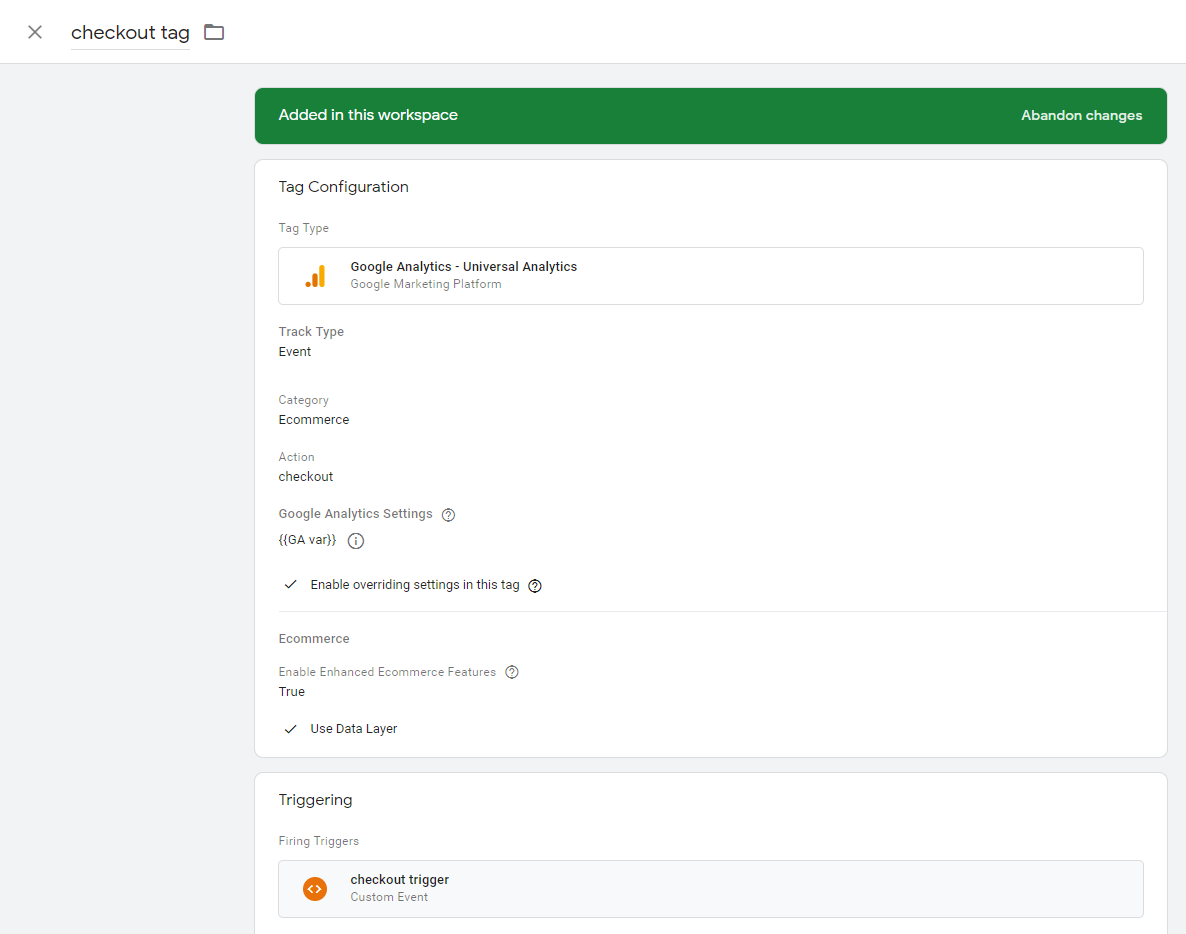 checkout tag
Added in this workspace
Abandon changes
Tag Configuration
Tag Type
Google Analytics - Universal Analytics
Google Marketing Platform
Track Type
Event
Category
Ecommerce
Action
checkout
Google Analytics Settings
{{GA var}}
Enable overriding settings in this tag
Ecommerce
Enable Enhanced Ecommerce Features
True
Use Data Layer
Triggering
Firing Triggers
checkout trigger
Custom Event